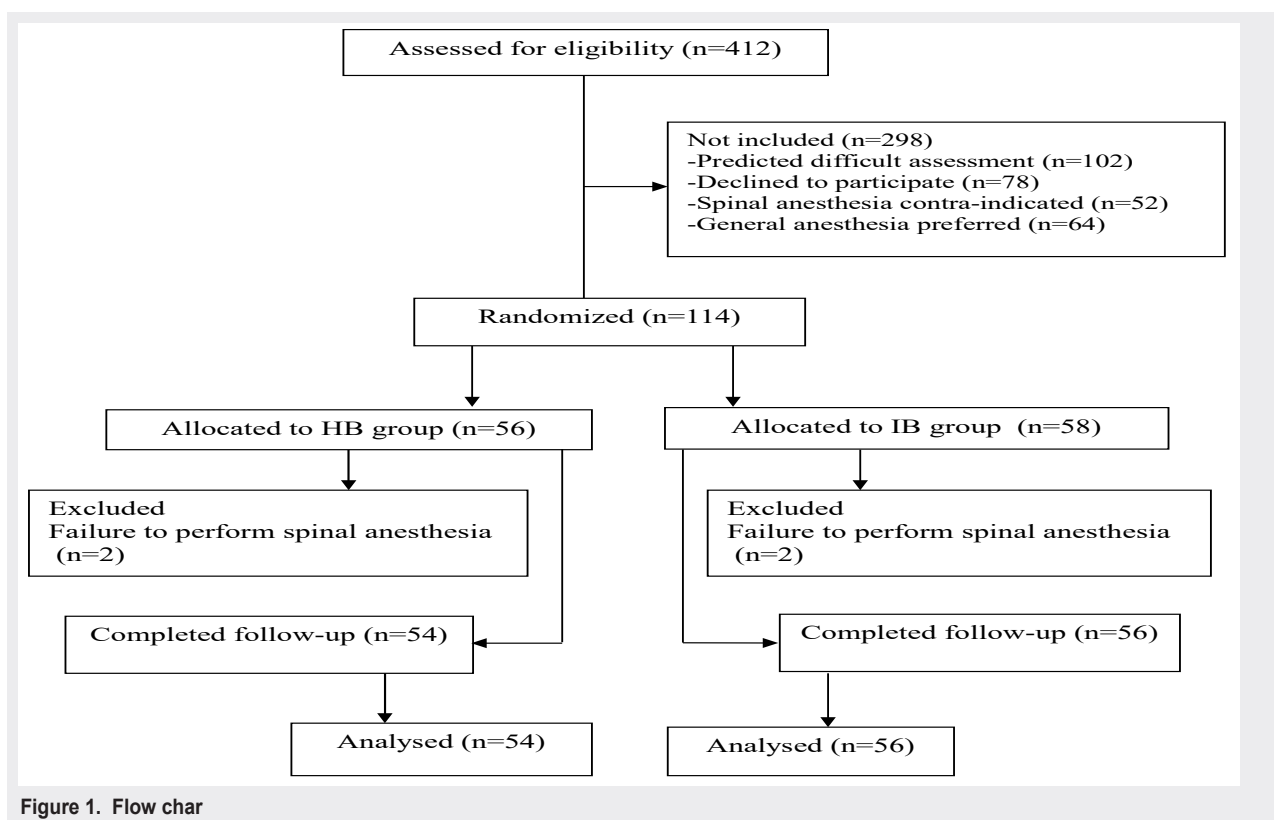 Assessed for eligibility (n=412)
Not included (n=298)
-Predicted difficult assessment (n=102)
-Declined to participate (n=78)
-Spinal anesthesia contra-indicated (n=52)
-General anesthesia preferred (n=64)
Randomized (n=114)
Allocated to HB group (n=56)
Allocated to IB group (n=58)
Excluded
Failure to perform spinal anesthesia
(n=2)
Excluded
Failure to perform spinal anesthesia
(n=2)
Completed follow-up (n=54)
Completed follow-up (n=56)
Analysed (n=54)
Analysed (n=56)
Figure 1. Flow char